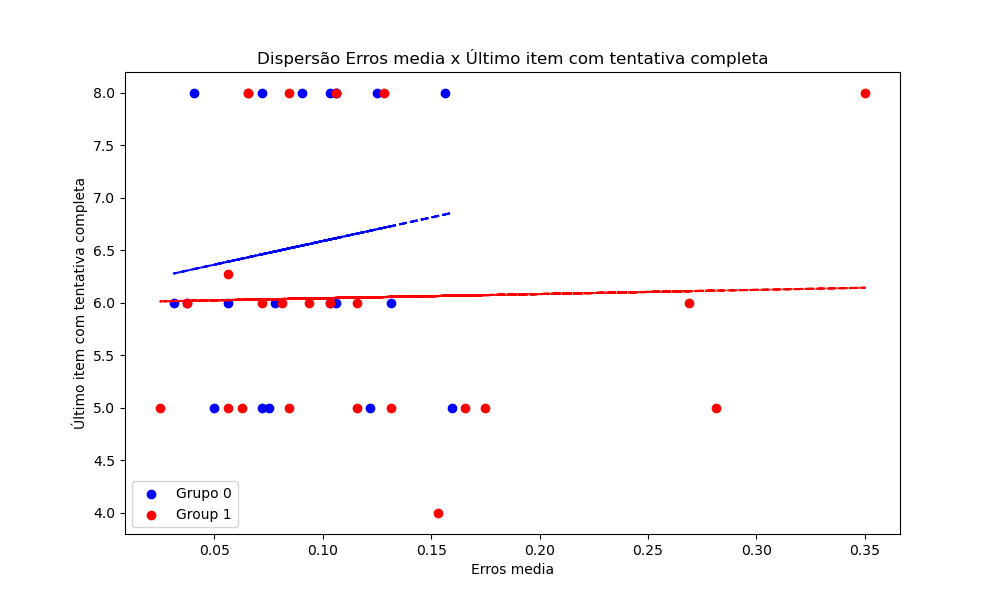 Dispersão Erros media x Último item com tentativa completa
Último item com tentativa completa
8.0
7.5
7.0
6.5
6.0
5.5
5.0
4.5
4.0
Grupo 0
Group 1
0.05 0.10 0.15 0.20 0.25 0.30 0.35
Erros media